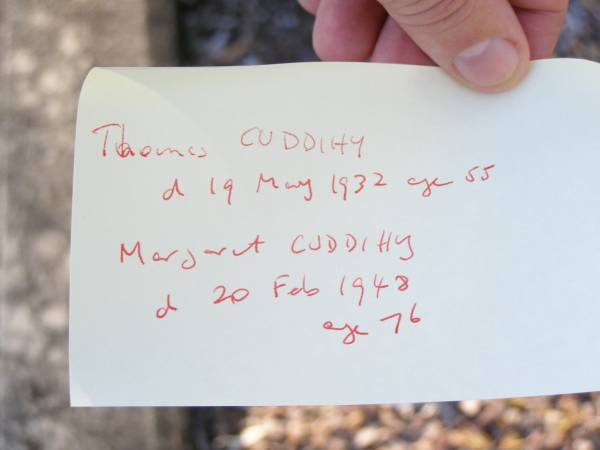 Thomas CUDDIHY
d 19 May 1932 age 55
Margaret CUDDIHY
d 20 Feb 1948
age 76